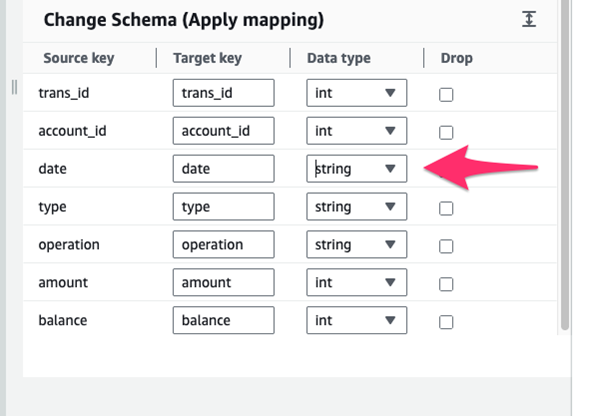 Change Schema (Apply mapping)
Source key Target key Data type Drop
trans_id trans_id int
account_id account_id int
date date string
type type string
operation operation string
amount amount int
balance balance int